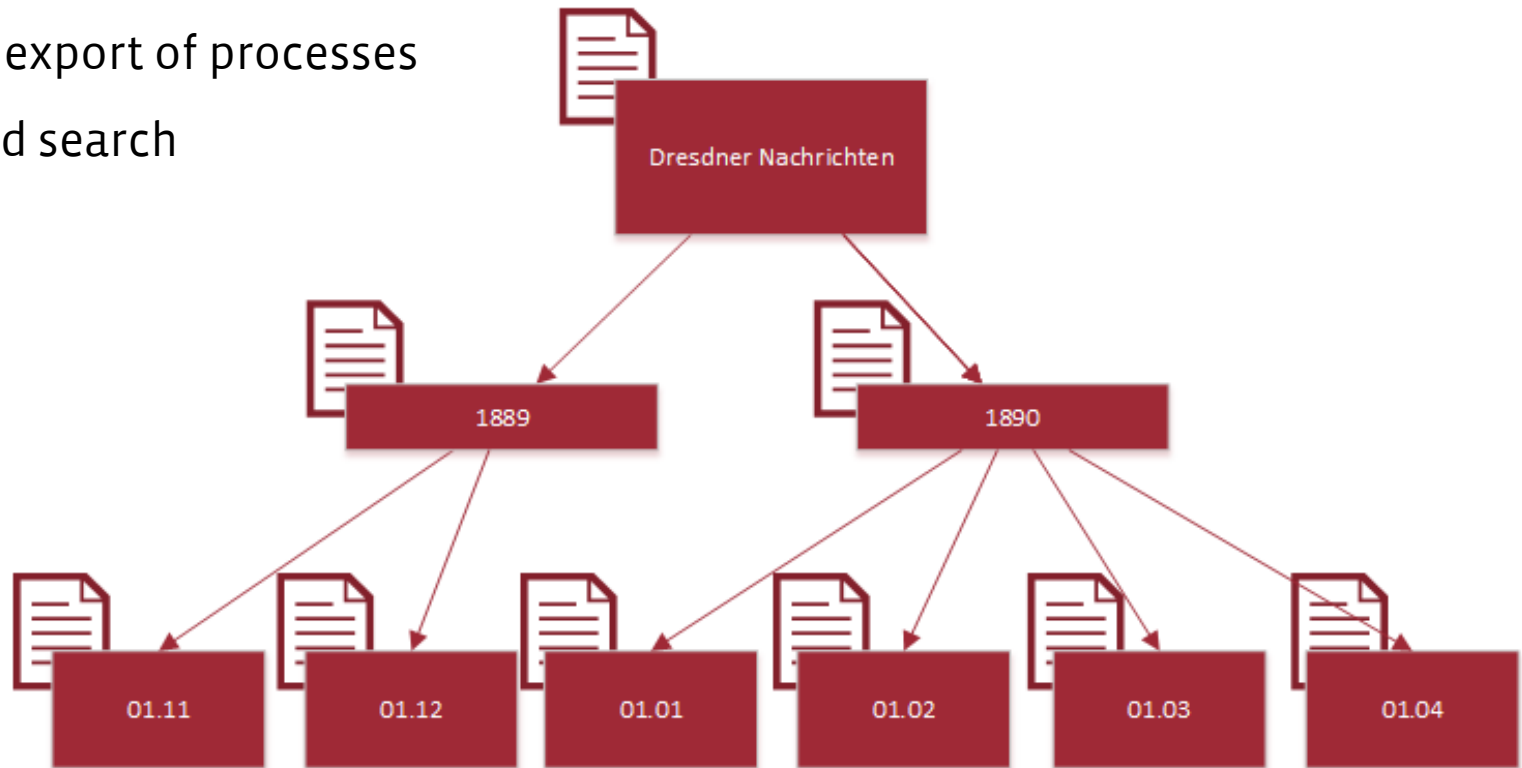 export of processes
d search
Dresdner Nachrichten
1889
1890
01.11
01.12
01.01
01.02
01.03
01.04